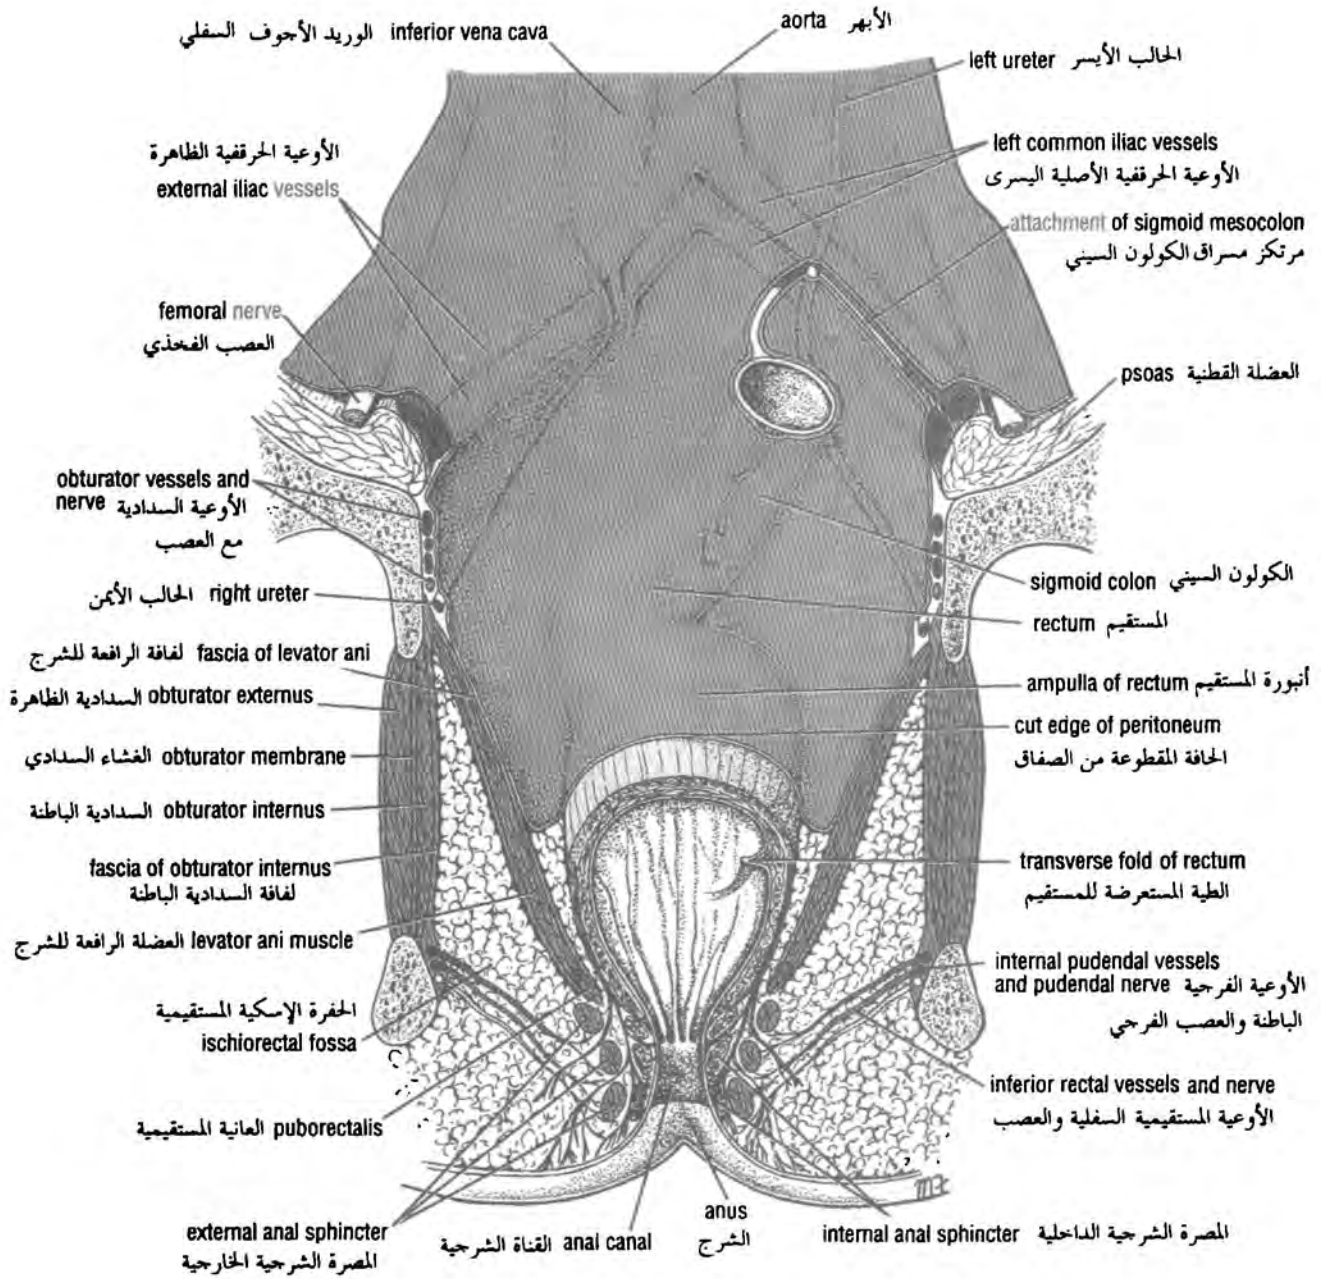 الأبهر aorta
الوريد الأجوف السفلي inferior vena cava
الحالب الأيسر left ureter
الأوعية الحرقفية الظاهرة
external iliac vessels
left common iliac vessels
الأوعية الحرقفية الأصلية اليسرى
attachment of sigmoid mesocolon
مرتكز مسراق الكولون السيني
femoral nerve
العصب الفخذي
العضلة القطنية psoas
obturator vessels and
الأوعية السدادية nerve
مع العصب
الكولون السيني sigmoid colon
الحالب الأيمن right ureter
المستقيم rectum
لفافة الرافعة للشرج fascia of levator ani
أنبورة المستقيم ampulla of rectum
السدادية الظاهرة obturator externus
cut edge of peritoneum
الحافة المقطوعة من الصفاق
الغشاء السدادي obturator membrane
السدادية الباطنة obturator internus
fascia of obturator internus
لفافة السدادية الباطنة
transverse fold of rectum
الطية المستعرضة للمستقيم
العضلة الرافعة للشرج levator ani muscle
internal pudendal vessels
الأوعية الفرجية and pudendal nerve
الباطنة والعصب الفرجي
الحفرة الإسكية المستقيمية
ischiorectal fossa
inferior rectal vessels and nerve
الأوعية المستقيمية السفلية والعصب
العانية المستقيمية puborectalis
external anal sphincter
المصرة الشرجية الخارجية
القناة الشرجية anal canal
anus
الشرج
المصرة الشرجية الداخلية internal anal sphincter